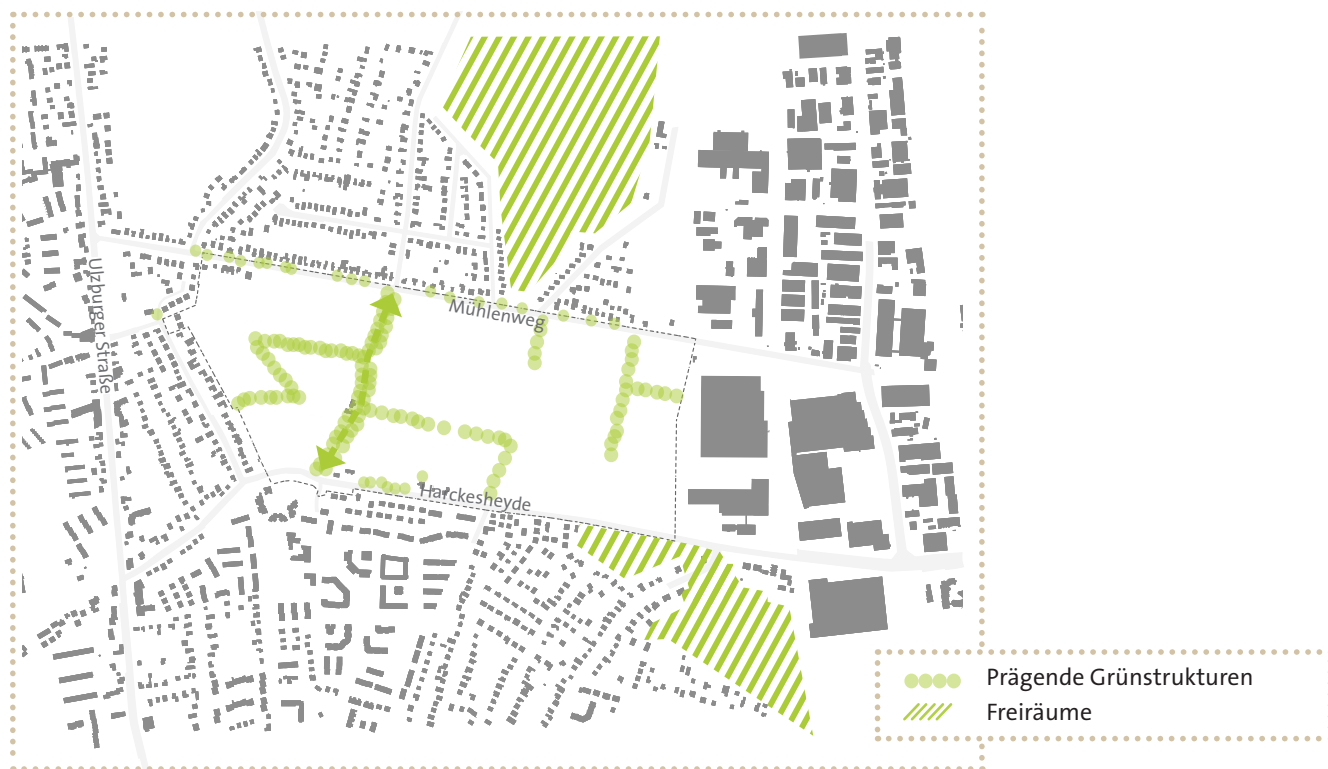 Ulzburger Straße
Mühlenweg
Harckesheyde
Prägende Grünstrukturen
Freiräume